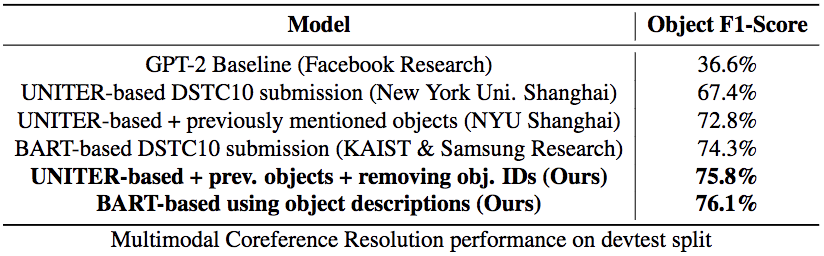 Model Object F1-Score
GPT-2 Baseline (Facebook Research) 36.6%
UNITER-based DSTC10 submission (New York Uni. Shanghai) 67.4%
UNITER-based + previously mentioned objects (NYU Shanghai) 72.8%
BART-based DSTC10 submission (KAIST & Samsung Research) 74.3%
UNITER-based + prev. objects + removing obj. IDs (Ours) 75.8%
BART-based using object descriptions (Ours) 76.1%
Multimodal Coreference Resolution performance on devtest split